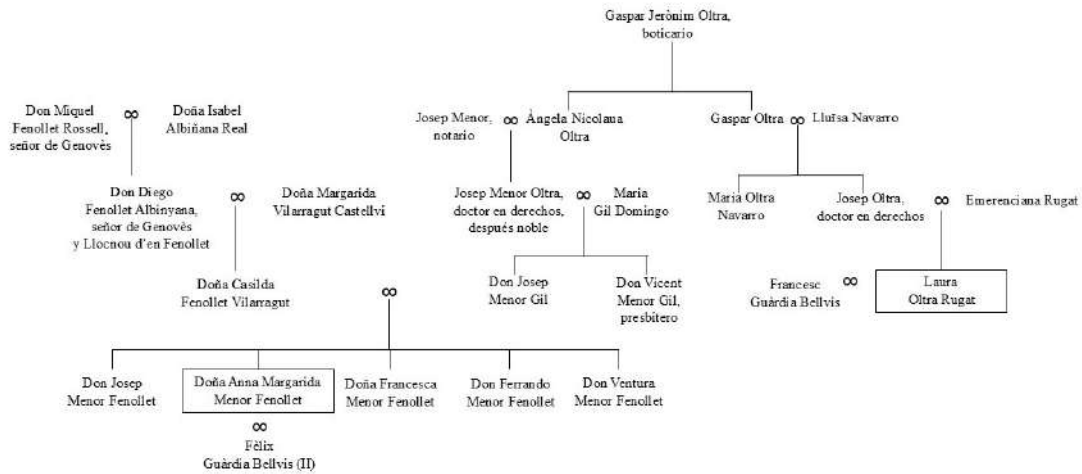 Gaspar Jerònim Oltra,
boticario
Don Miquel
Fenollet Rossell,
señor de Genovès
∞
Doña Isabel
Albiñana Real
Josep Menor,
notario
∞
Àngela Nicolaua
Oltra
Gaspar Oltra
∞
Lluïsa Navarro
Don Diego
Fenollet Albinyana,
señor de Genovès
y Llocnou d'en Fenollet
∞
Doña Margarida
Vilarragut Castellví
Josep Menor Oltra,
doctor en derechos,
después noble
∞
Maria
Gil Domingo
Maria Oltra
Navarro
Josep Oltra,
doctor en derechos
∞
Emerenciana Rugat
Doña Casilda
Fenollet Vilarragut
∞
Don Josep
Menor Gil
Don Vicent
Menor Gil,
presbítero
Francesc
Guàrdia Bellvis
∞
Laura
Oltra Rugat
Don Josep
Menor Fenollet
Doña Anna Margarida
Menor Fenollet
Doña Francesca
Menor Fenollet
Don Ferrando
Menor Fenollet
Don Ventura
Menor Fenollet
∞
Fèlix
Guàrdia Bellvis (II)